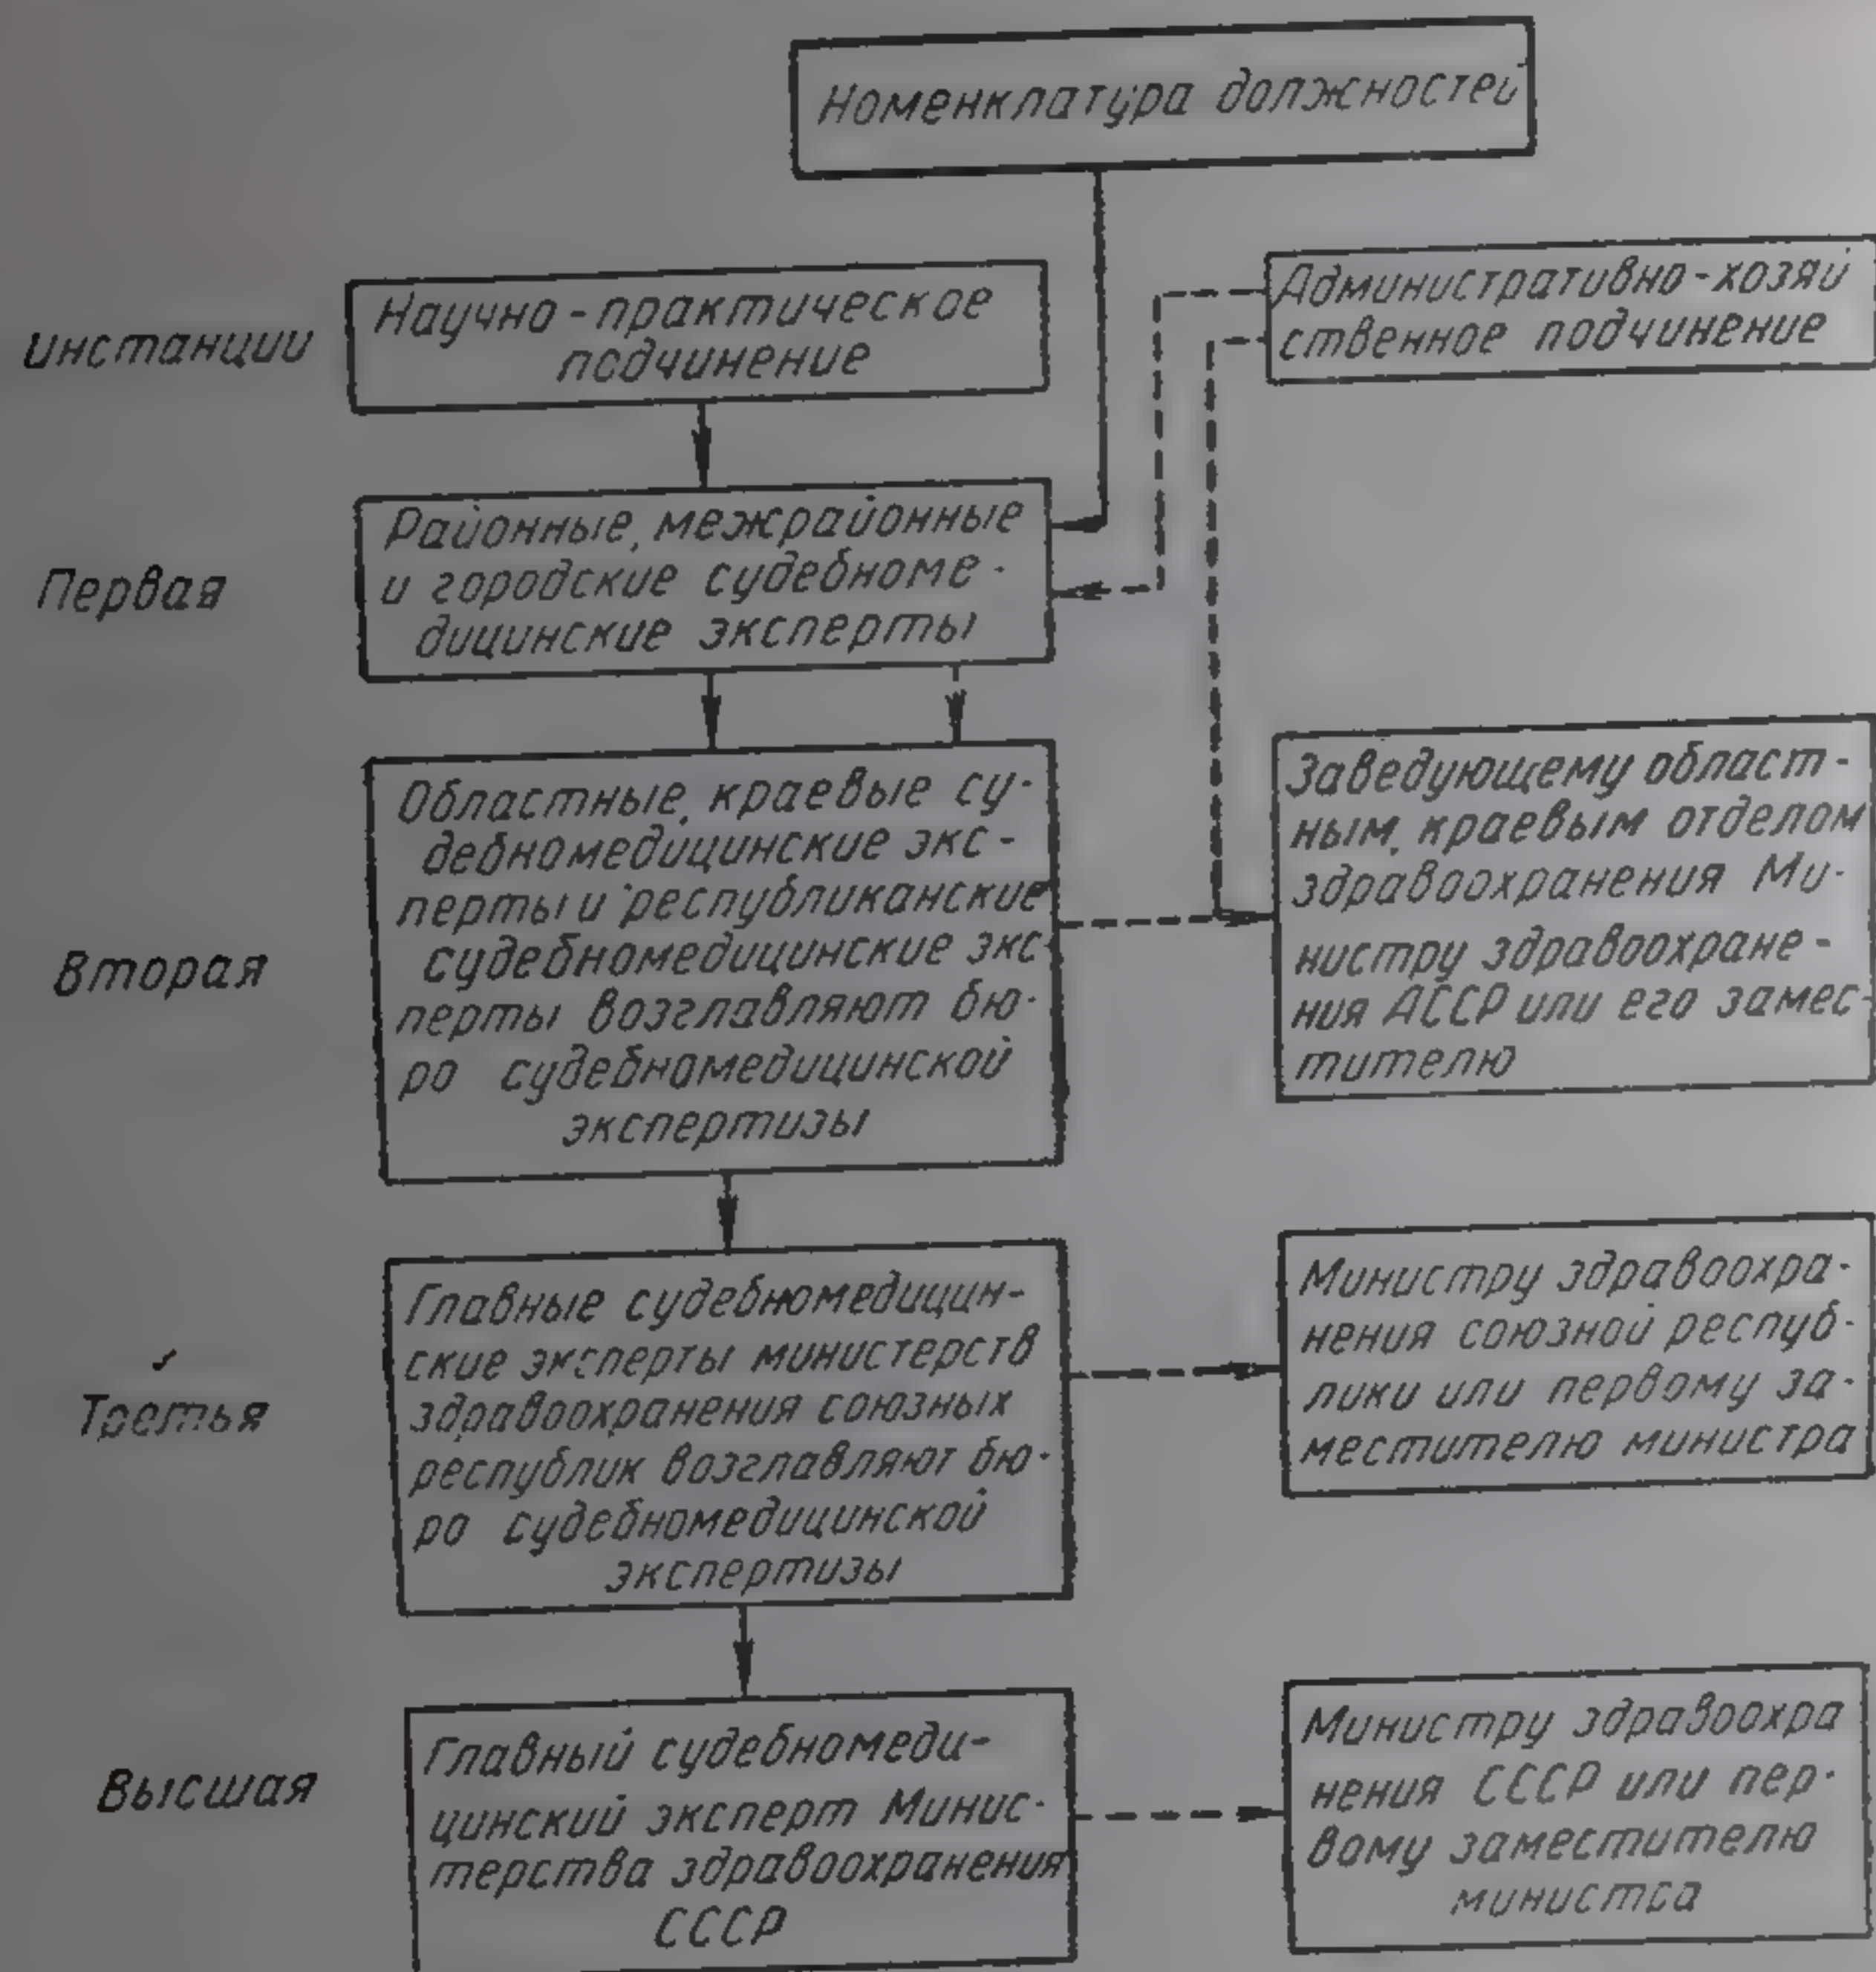 Номенклатура должностей
инстанции
Научно-практическое
подчинение
Административно-хозяй
ственное подчинение
Первая
Районные, межрайонные
и городские судебноме-
дицинские эксперты
Вторая
Областные, краевые су-
дебномедицинские экс-
перты и республиканские
судебномедицинские экс
перты возглавляют бю-
ро судебномедицинской
экспертизы
Заведующему област-
ным, краевым отделом
здравоохранения Ми-
нистру здравоохране-
ния АССР или его замес-
тителю
Третья
Главные судебномедицин-
ские эксперты министерств
здравоохранения союзных
республик возглавляют бю-
ро судебномедицинской
экспертизы
Министру здравоохра-
нения союзной респуб-
лики или первому за-
местителю министра
Высшая
Главный судебномеди-
цинский эксперт Минис-
терства здравоохранения
СССР
Министру здравоохра
нения СССР или пер-
вому заместителю
министра